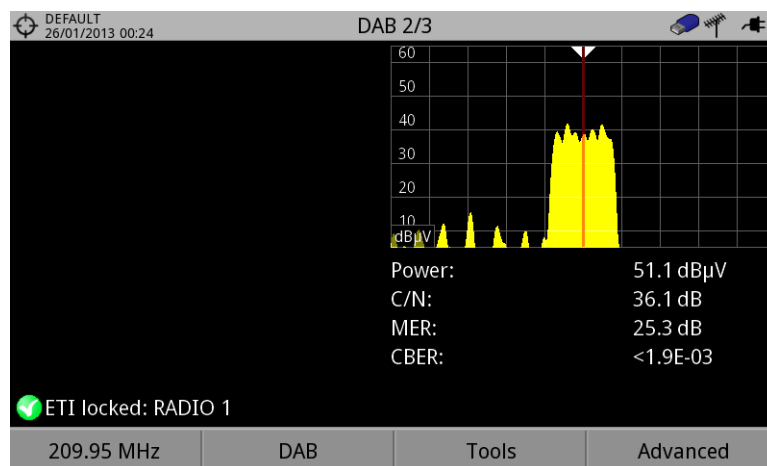 DEFAULT
26/01/2013 00:24
DAB 2/3
60
50
40
30
20
10
dBµV
Power: 51.1 dBµV
C/N: 36.1 dB
MER: 25.3 dB
CBER: <1.9E-03
ETI locked: RADIO 1
209.95 MHz DAB Tools Advanced